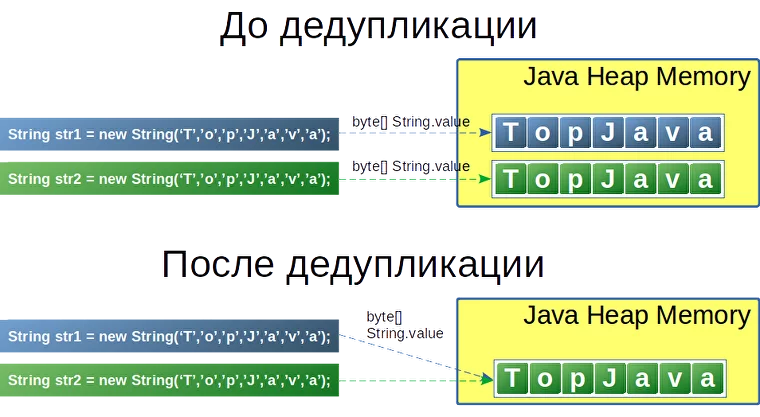 До дедупликации
Java Heap Memory
byte[] String.value
String str1 = new String(‘T’,’o’,’p’,’J’,’a’,’v’,’a’);
T o p J a v a
byte[] String.value
String str2 = new String(‘T’,’o’,’p’,’J’,’a’,’v’,’a’);
T o p J a v a
После дедупликации
Java Heap Memory
byte[]
String.value
String str1 = new String(‘T’,’o’,’p’,’J’,’a’,’v’,’a’);
String str2 = new String(‘T’,’o’,’p’,’J’,’a’,’v’,’a’);
T o p J a v a